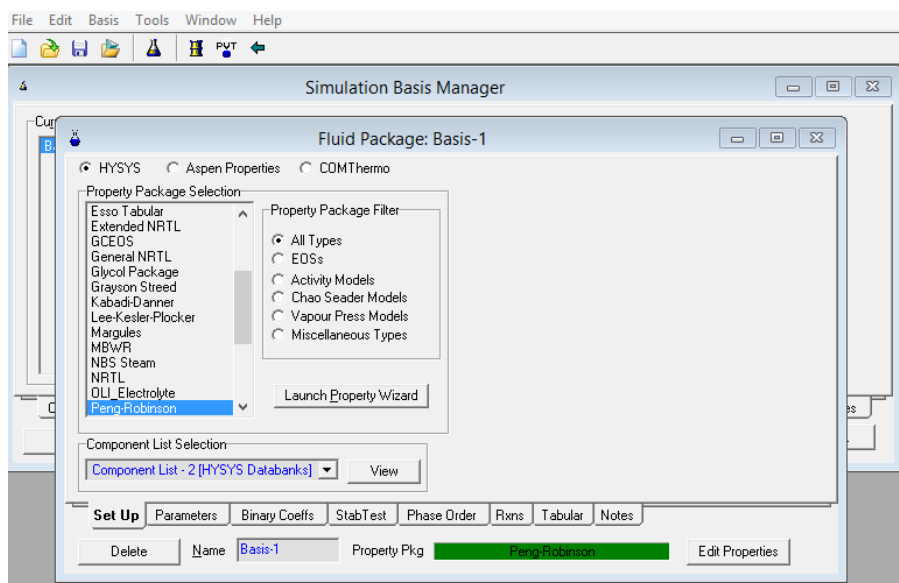 File Edit Basis Tools Window Help
PVT
Simulation Basis Manager
Fluid Package: Basis-1
HYSYS Aspen Properties COMThermo
Property Package Selection
Esso Tabular
Extended NRTL
GCEOS
General NRTL
Glycol Package
Grayson Streed
Kabadi-Danner
Lee-Kesler-Plocker
Margules
MBWR
NBS Steam
NRTL
OLI_Electrolyte
Peng-Robinson
Property Package Filter
All Types
EOSs
Activity Models
Chao Seader Models
Vapour Press Models
Miscellaneous Types
Launch Property Wizard
Component List Selection
Component List - 2 [HYSYS Databanks] View
Set Up Parameters Binary Coeffs StabTest Phase Order Rxns Tabular Notes
Delete Name Basis-1 Property Pkg Peng-Robinson Edit Properties